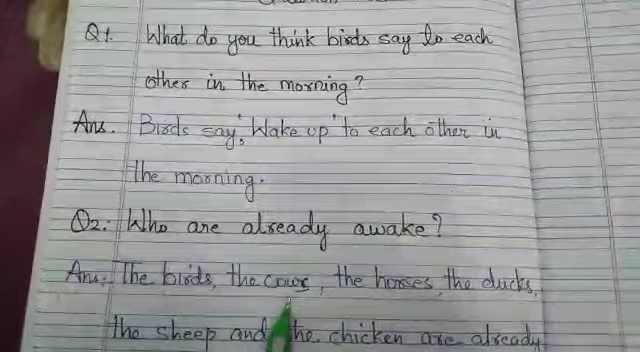 Q1. What do you think birds say to each
other in the morning?
Ans. Birds say, "Wake up" to each other in
the morning.
Q2: Who are already awake?
Ans: The birds, the cows, the horses, the ducks,
the sheep and the chicken are already